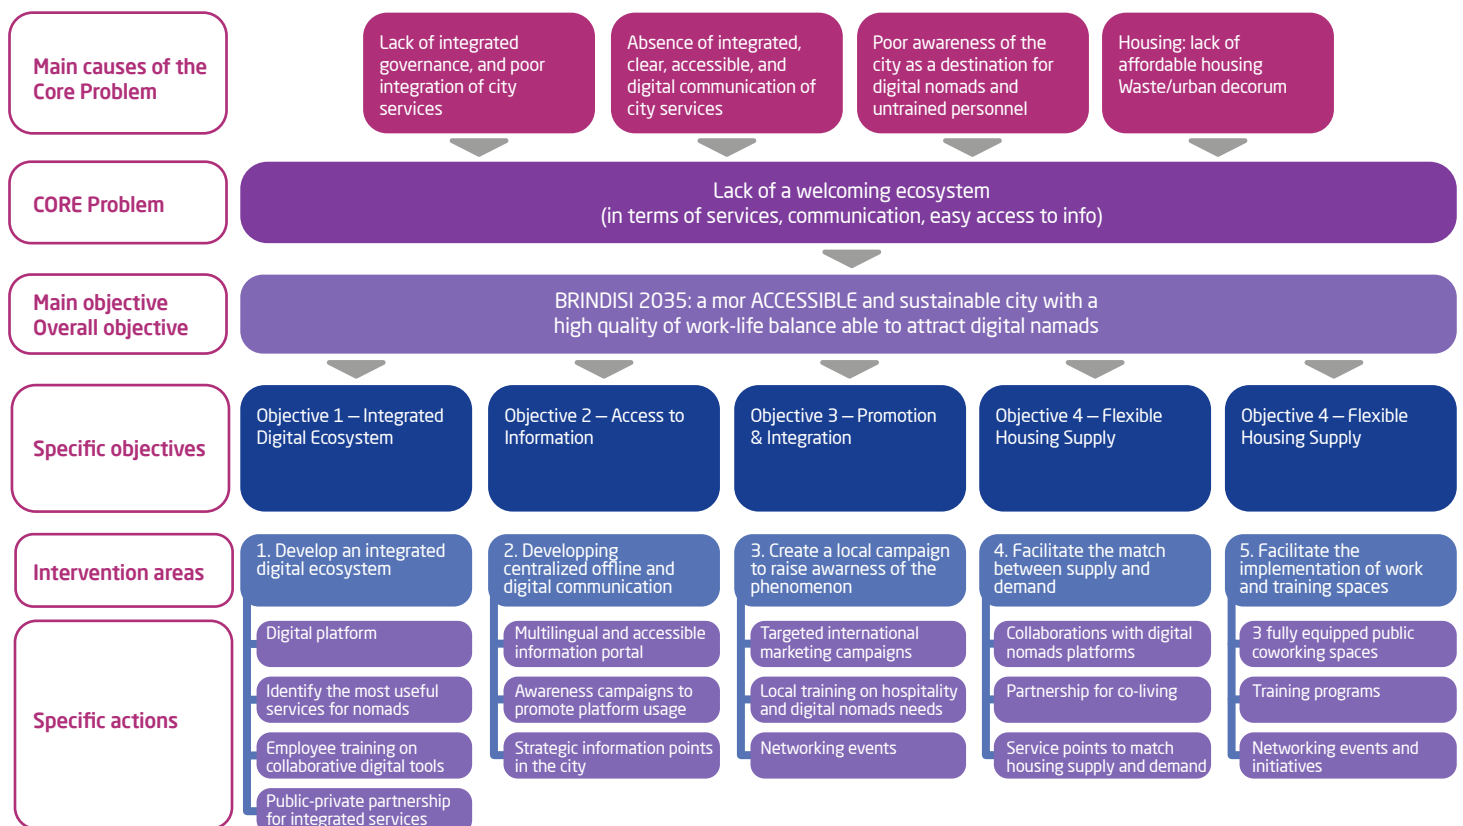 Main causes of the
Core Problem
Lack of integrated
governance, and poor
integration of city
services
Absence of integrated,
clear, accessible, and
digital communication of
city services
Poor awareness of the
city as a destination for
digital nomads and
untrained personnel
Housing: lack of
affordable housing
Waste/urban decorum
CORE Problem
Lack of a welcoming ecosystem
(in terms of services, communication, easy access to info)
Main objective
Overall objective
BRINDISI 2035: a mor ACCESSIBLE and sustainable city with a
high quality of work-life balance able to attract digital namads
Specific objectives
Objective 1 – Integrated
Digital Ecosystem
Objective 2 – Access to
Information
Objective 3 – Promotion
& Integration
Objective 4 – Flexible
Housing Supply
Objective 4 – Flexible
Housing Supply
Intervention areas
1. Develop an integrated
digital ecosystem
2. Developping
centralized offline and
digital communication
3. Create a local campaign
to raise awarness of the
phenomenon
4. Facilitate the match
between supply and
demand
5. Facilitate the
implementation of work
and training spaces
Specific actions
Digital platform
Identify the most useful
services for nomads
Employee training on
collaborative digital tools
Public-private partnership
for integrated services
Multilingual and accessible
information portal
Awareness campaigns to
promote platform usage
Strategic information points
in the city
Targeted international
marketing campaigns
Local training on hospitality
and digital nomads needs
Networking events
Collaborations with digital
nomads platforms
Partnership for co-living
Service points to match
housing supply and demand
3 fully equipped public
coworking spaces
Training programs
Networking events and
initiatives